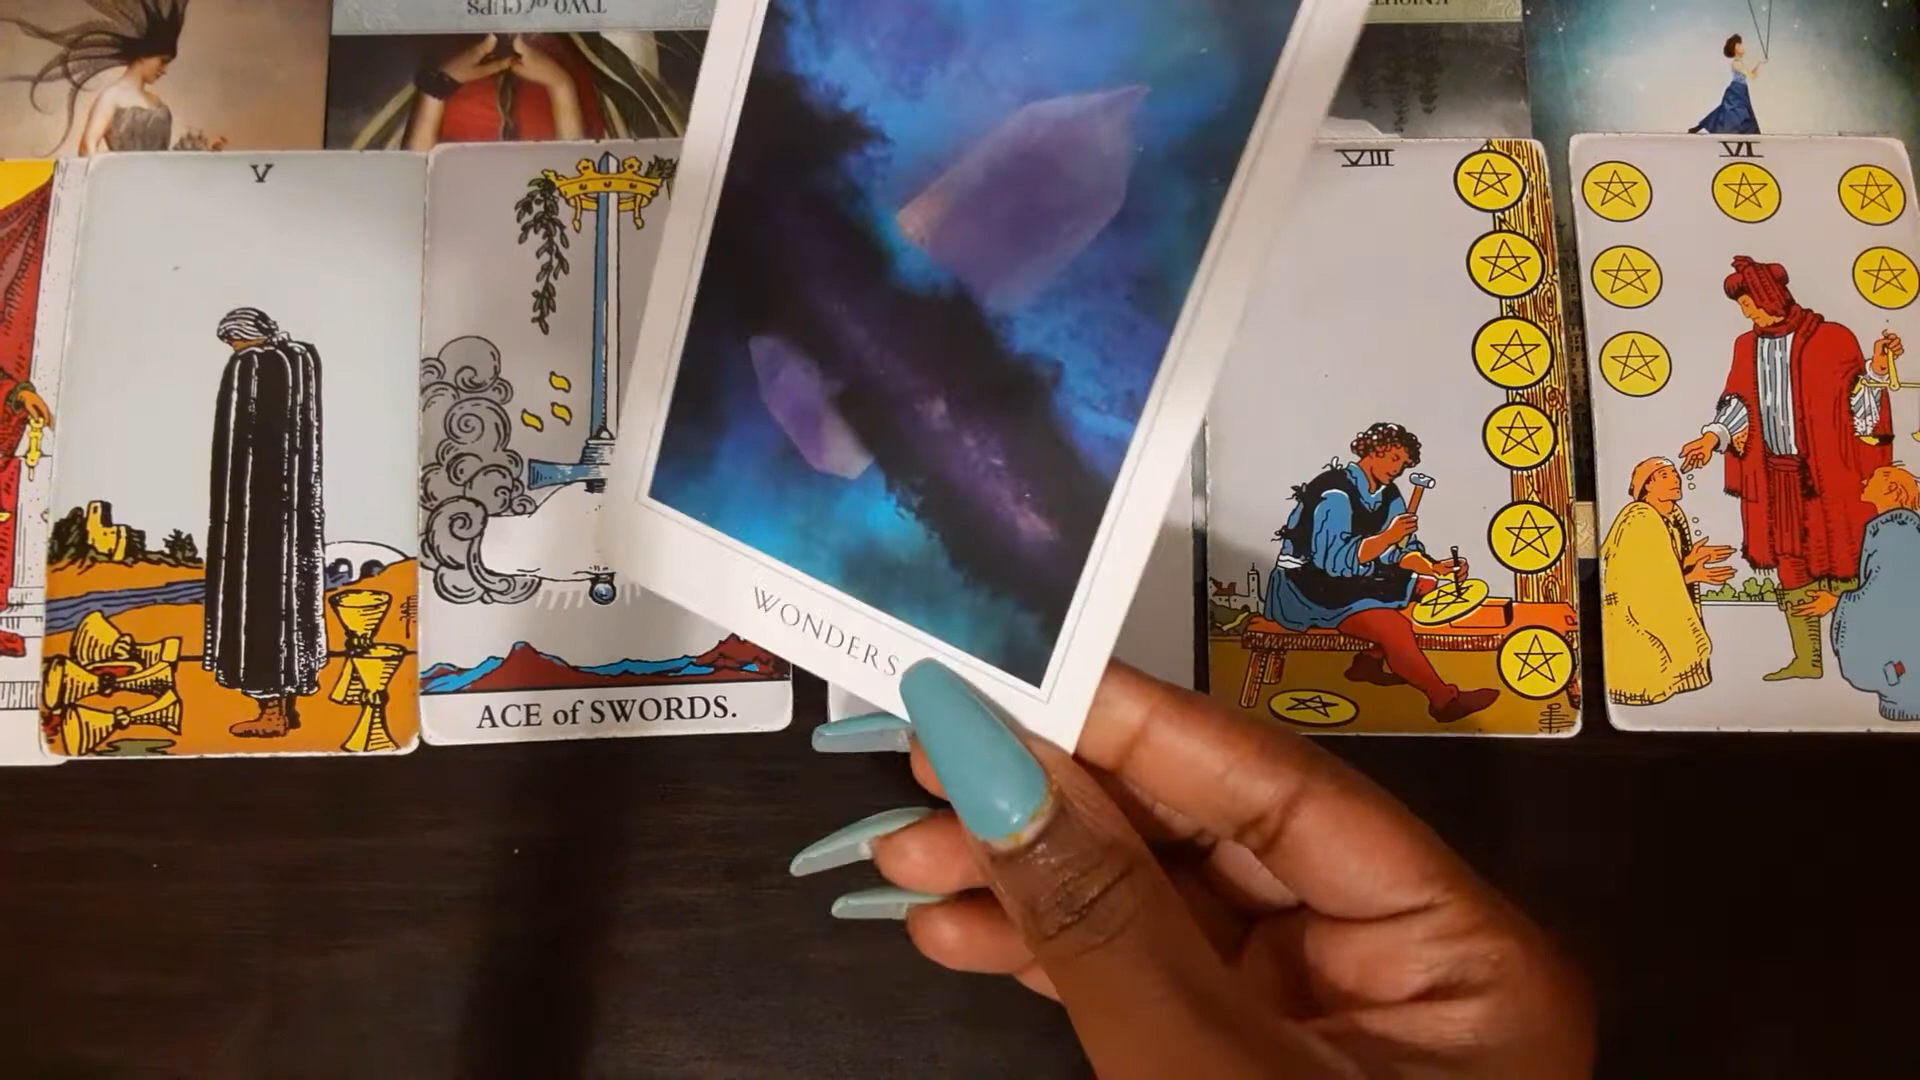 TWO of CUPS
V
VIII
VI
ACE of SWORDS.
WONDERS